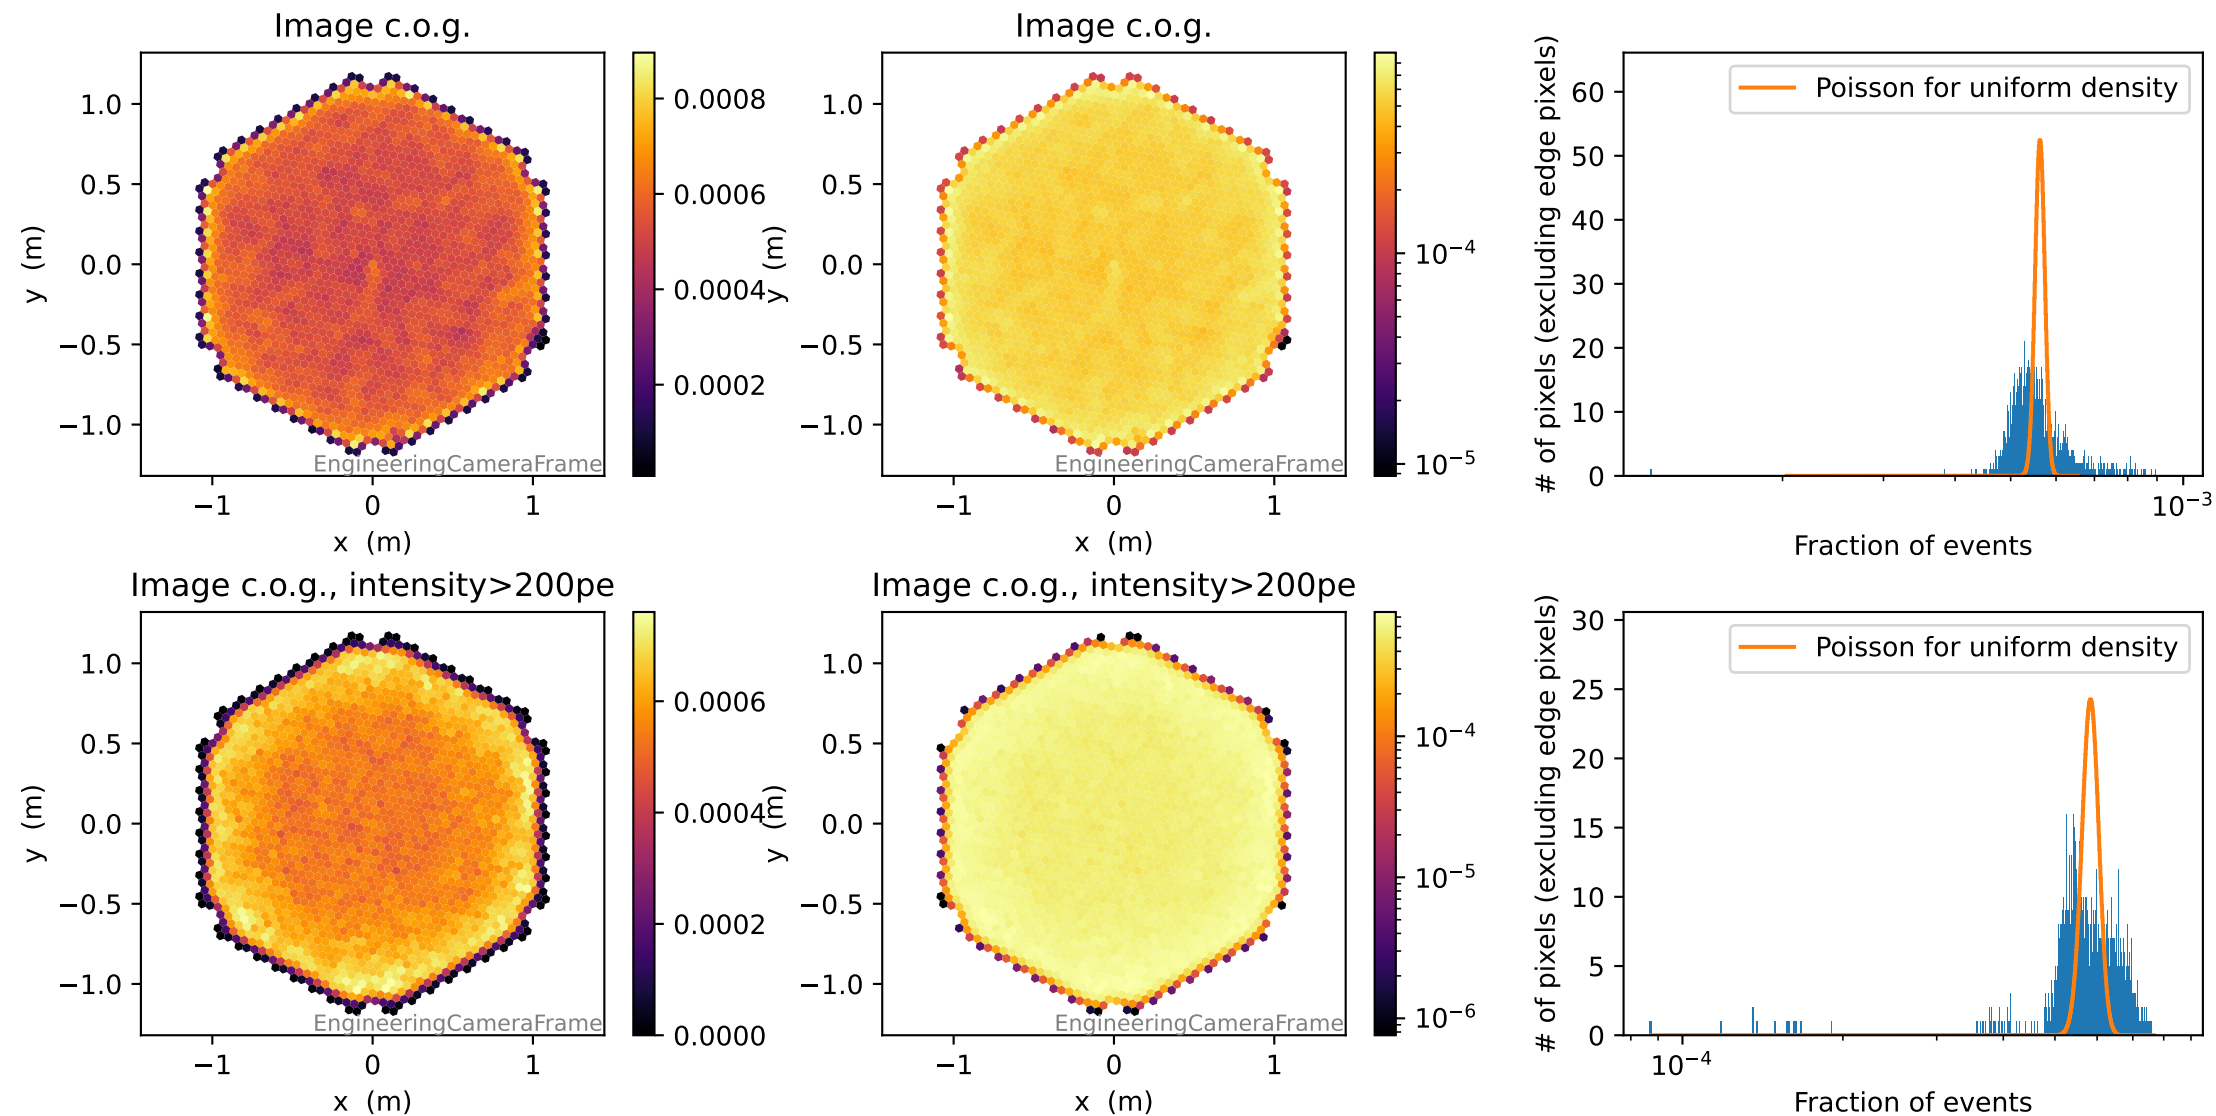 Image c.o.g.
1.0
0.5
0.0
−0.5
−1.0
y (m)
−1
0
1
x (m)
EngineeringCameraFrame
0.0008
0.0006
0.0004
0.0002
Image c.o.g.
1.0
0.5
0.0
−0.5
−1.0
y (m)
−1
0
1
x (m)
EngineeringCameraFrame
10⁻⁴
10⁻⁵
# of pixels (excluding edge pixels)
60
50
40
30
20
10
0
Poisson for uniform density
10⁻³
Fraction of events
Image c.o.g., intensity>200pe
1.0
0.5
0.0
−0.5
−1.0
y (m)
−1
0
1
x (m)
EngineeringCameraFrame
0.0006
0.0004
0.0002
0.0000
Image c.o.g., intensity>200pe
1.0
0.5
0.0
−0.5
−1.0
y (m)
−1
0
1
x (m)
EngineeringCameraFrame
10⁻⁴
10⁻⁵
10⁻⁶
# of pixels (excluding edge pixels)
30
25
20
15
10
5
0
Poisson for uniform density
10⁻⁴
Fraction of events